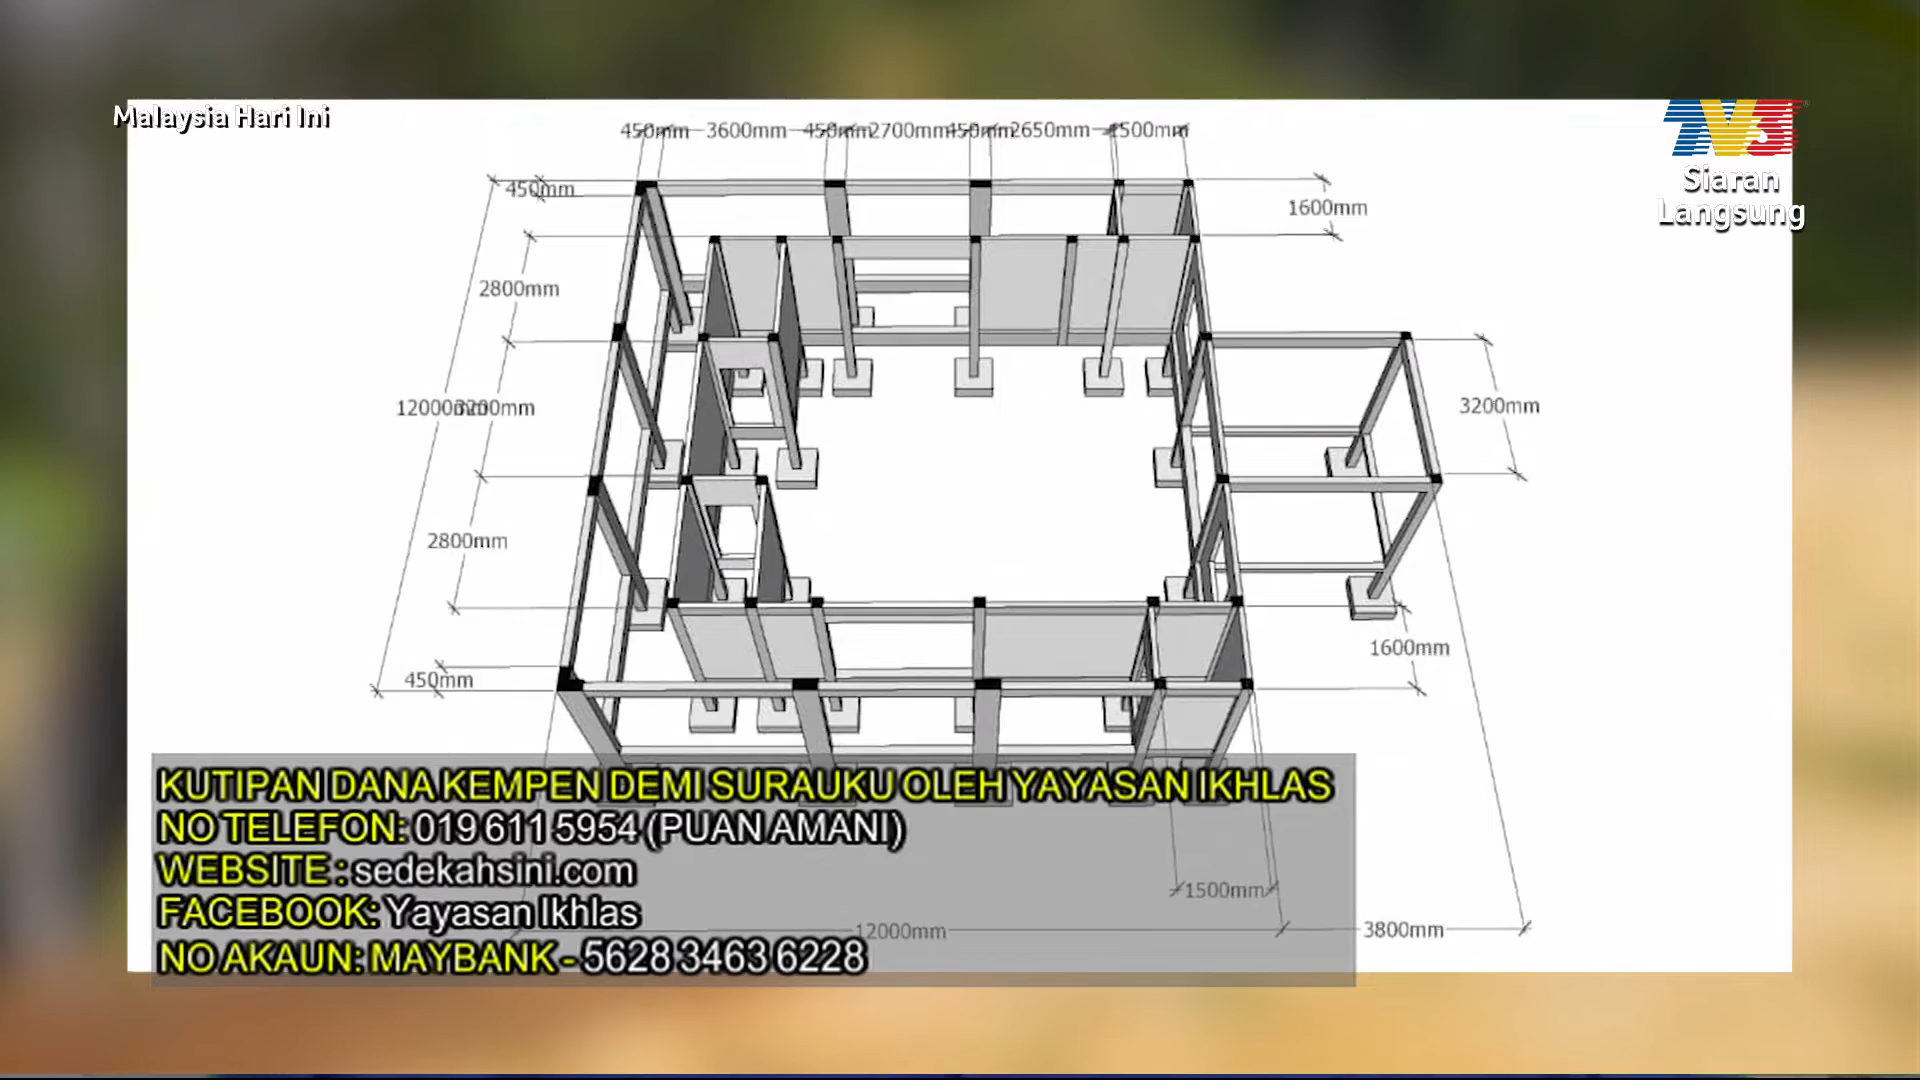 Malaysia Hari Ini
TV3
Siaran
Langsung
450mm 3600mm 450mm 2700mm 450mm 2650mm 1500mm
450mm
1600mm
2800mm
12000mm 3200mm
3200mm
2800mm
1600mm
450mm
KUTIPAN DANA KEMPEN DEMI SURAUKU OLEH YAYASAN IKHLAS
NO TELEFON: 019 611 5954 (PUAN AMANI)
WEBSITE : sedekahsini.com
1500mm
FACEBOOK: Yayasan Ikhlas
12000mm
3800mm
NO AKAUN: MAYBANK - 5628 3463 6228